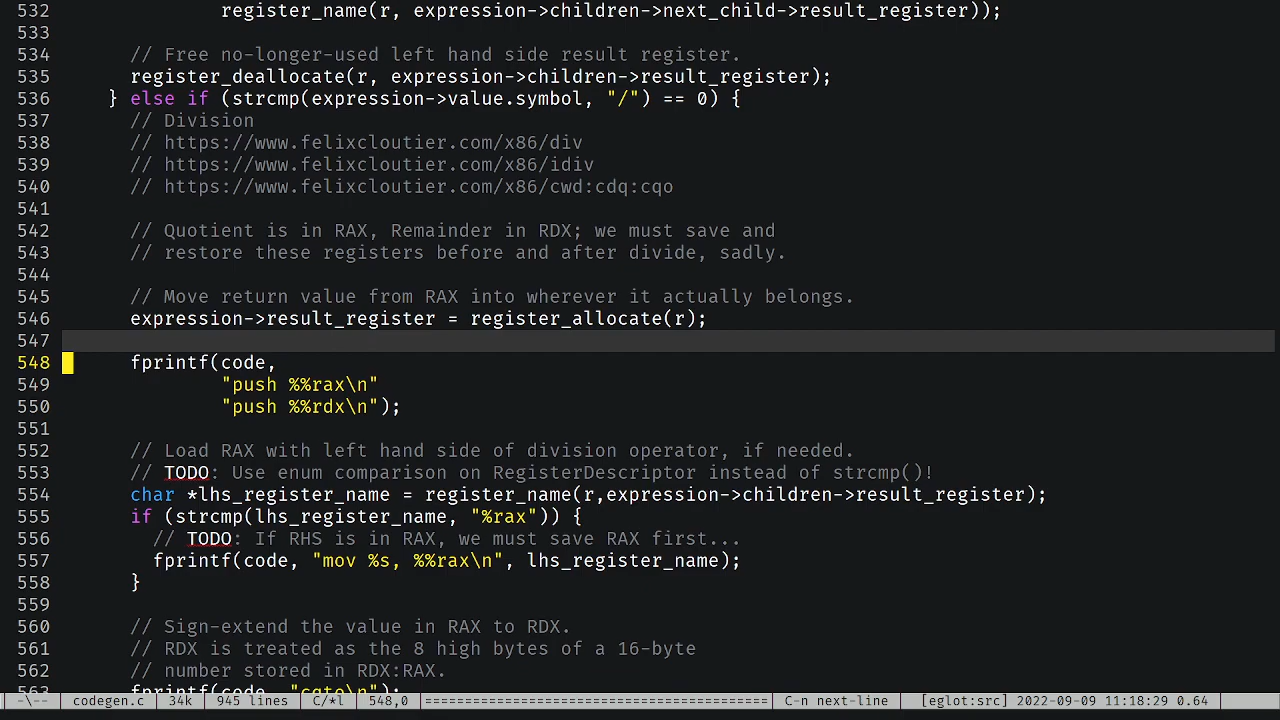 532              register_name(r, expression->children->next_child->result_register));
533
534      // Free no-longer-used left hand side result register.
535      register_deallocate(r, expression->children->result_register);
536    } else if (strcmp(expression->value.symbol, "/") == 0) {
537      // Division
538      // https://www.felixcloutier.com/x86/div
539      // https://www.felixcloutier.com/x86/idiv
540      // https://www.felixcloutier.com/x86/cwd:cdq:cqo
541
542      // Quotient is in RAX, Remainder in RDX; we must save and
543      // restore these registers before and after divide, sadly.
544
545      // Move return value from RAX into wherever it actually belongs.
546      expression->result_register = register_allocate(r);
547
548      fprintf(code,
549              "push %%rax\n"
550              "push %%rdx\n");
551
552      // Load RAX with left hand side of division operator, if needed.
553      // TODO: Use enum comparison on RegisterDescriptor instead of strcmp()!
554      char *lhs_register_name = register_name(r,expression->children->result_register);
555      if (strcmp(lhs_register_name, "%rax")) {
556        // TODO: If RHS is in RAX, we must save RAX first...
557        fprintf(code, "mov %s, %%rax\n", lhs_register_name);
558      }
559
560      // Sign-extend the value in RAX to RDX.
561      // RDX is treated as the 8 high bytes of a 16-byte
562      // number stored in RDX:RAX.
563      fprintf(code, "cqto\n");
-\-- codegen.c 34k 945 lines C/*l 548,0 =============================== C-n next-line [eglot:src] 2022-09-09 11:18:29 0.64